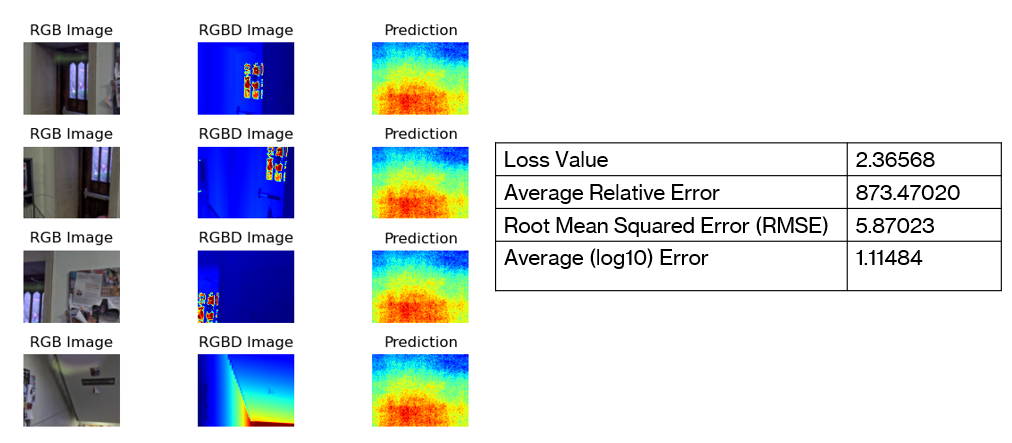 RGB Image RGBD Image Prediction
RGB Image RGBD Image Prediction
RGB Image RGBD Image Prediction
RGB Image RGBD Image Prediction
Loss Value 2.36568
Average Relative Error 873.47020
Root Mean Squared Error (RMSE) 5.87023
Average (log10) Error 1.11484